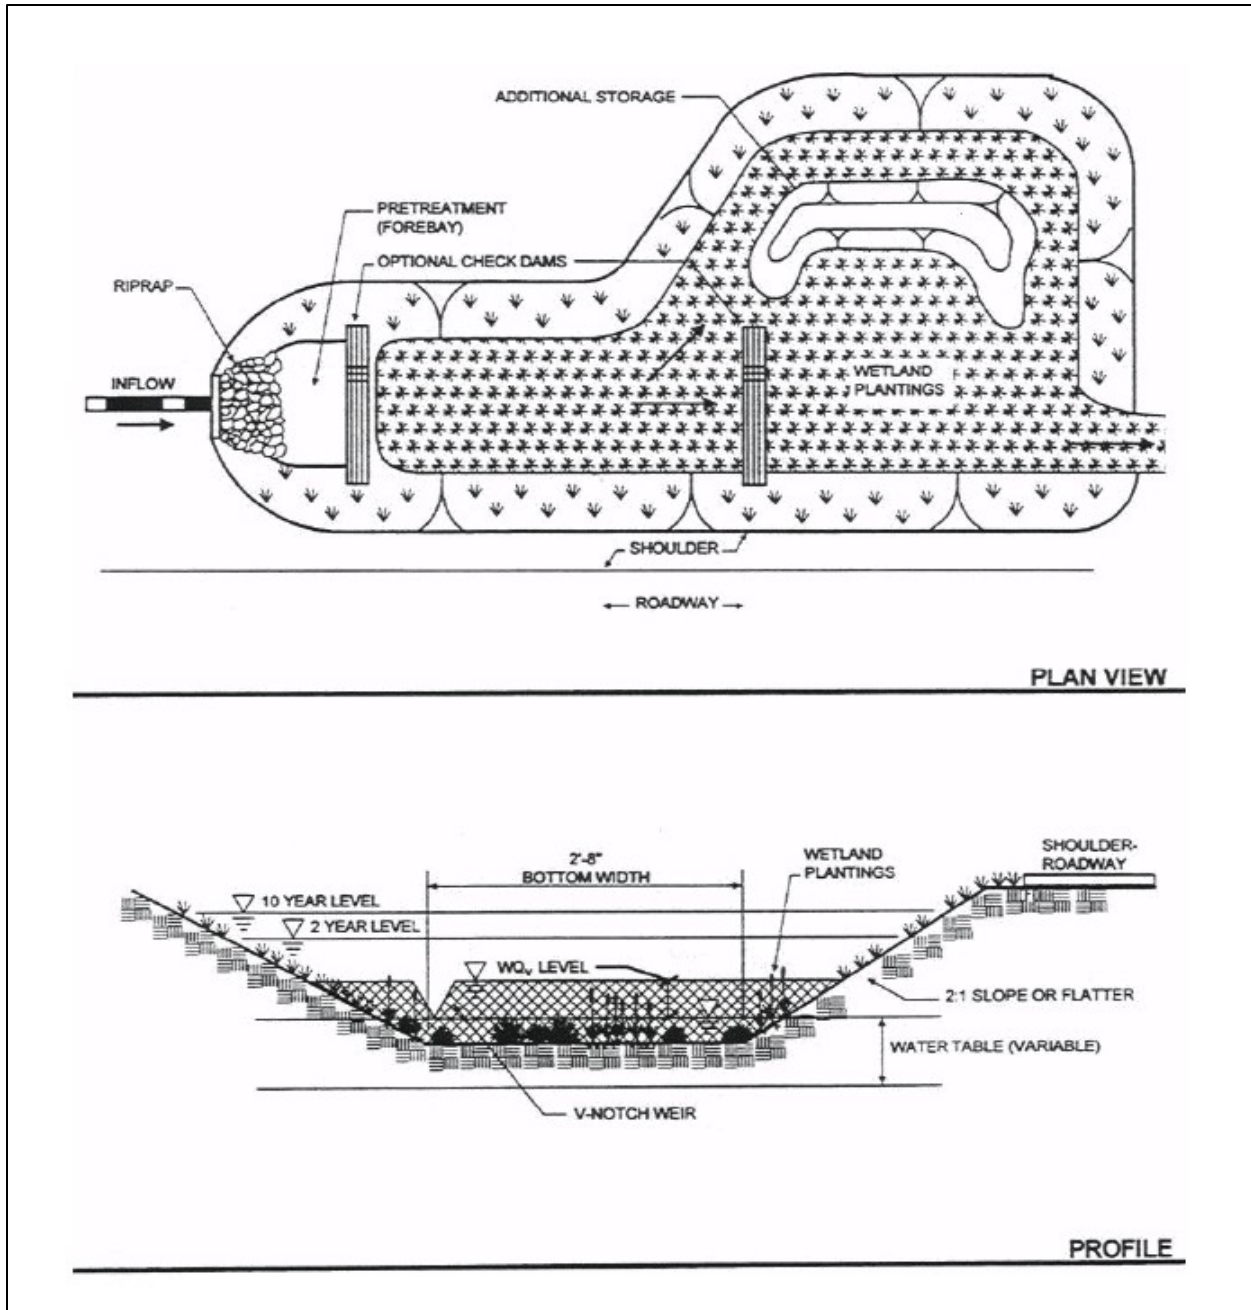 ADDITIONAL STORAGE
PRETREATMENT
(FOREBAY)
OPTIONAL CHECK DAMS
RIPRAP
INFLOW
WETLAND
PLANTINGS
SHOULDER
ROADWAY
PLAN VIEW
2'-8"
BOTTOM WIDTH
WETLAND
PLANTINGS
SHOULDER-
ROADWAY
10 YEAR LEVEL
2 YEAR LEVEL
WQv LEVEL
2:1 SLOPE OR FLATTER
WATER TABLE (VARIABLE)
V-NOTCH WEIR
PROFILE